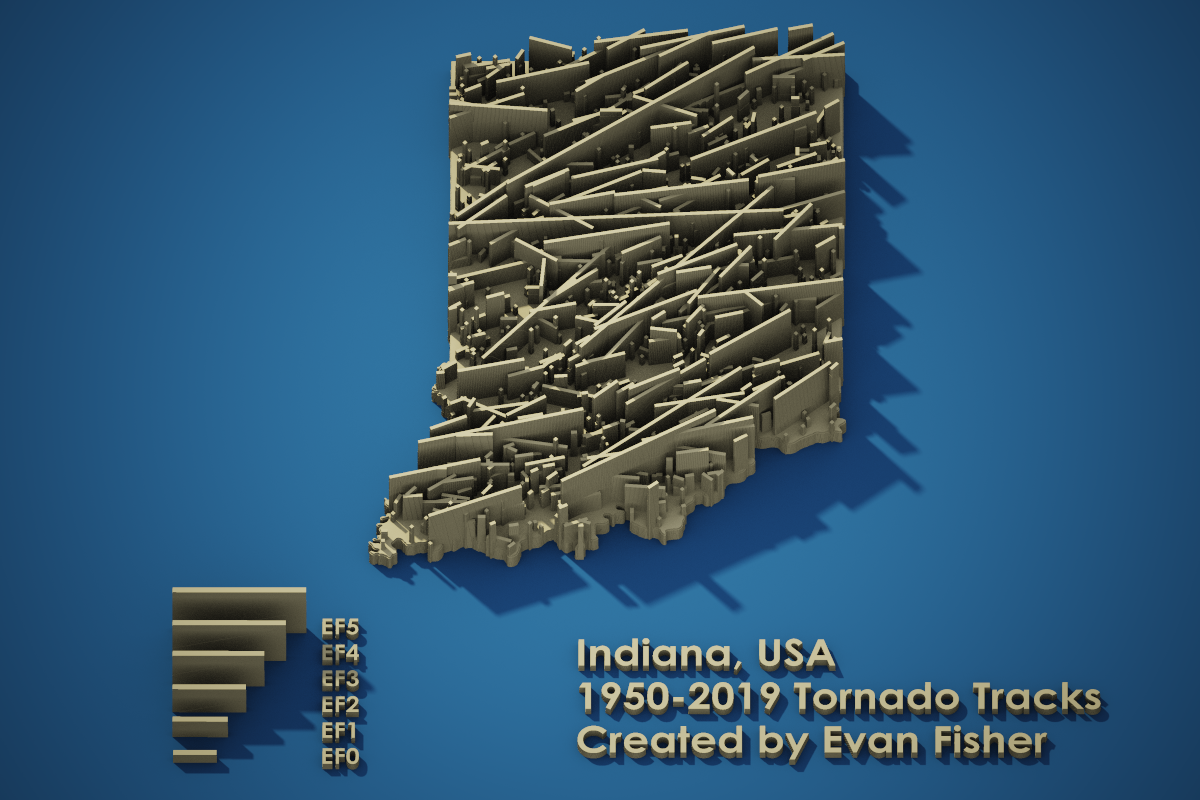 EF5
EF4
EF3
EF2
EF1
EF0
Indiana, USA
1950-2019 Tornado Tracks
Created by Evan Fisher